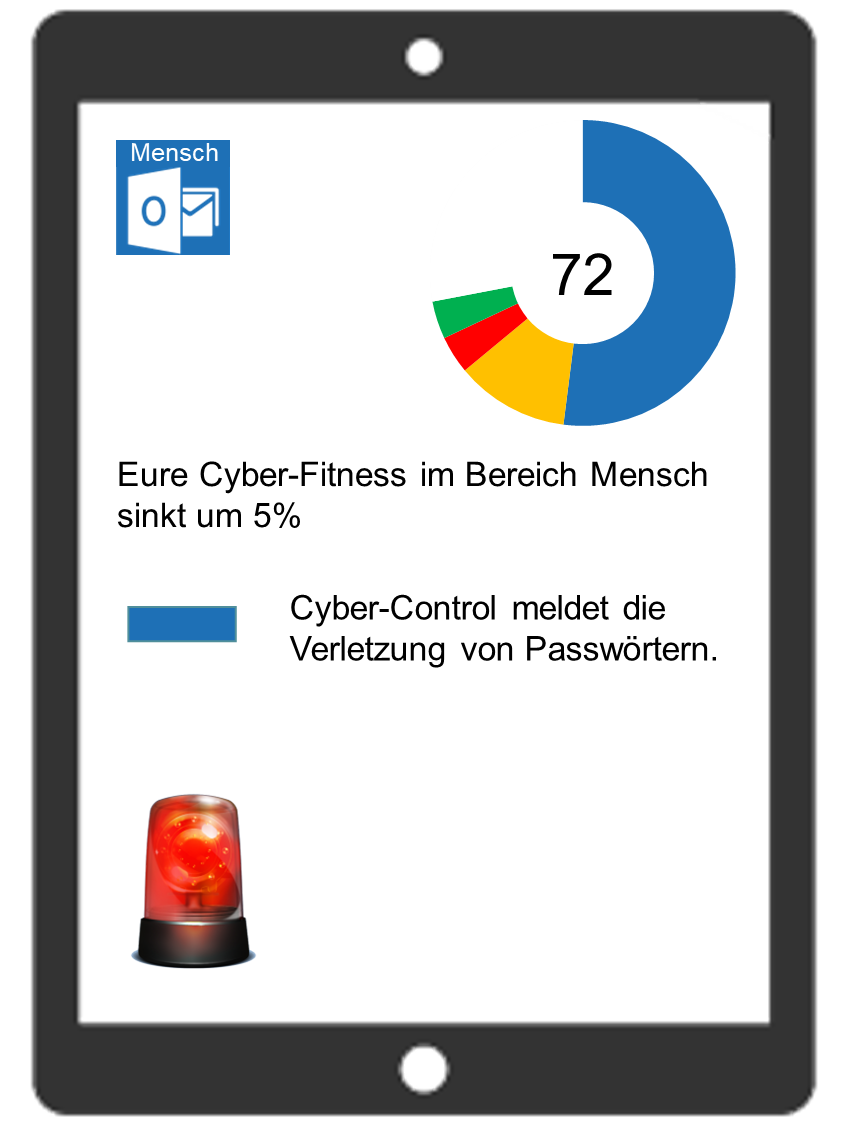 Mensch
O
72
Eure Cyber-Fitness im Bereich Mensch
sinkt um 5%
Cyber-Control meldet die
Verletzung von Passwörtern.